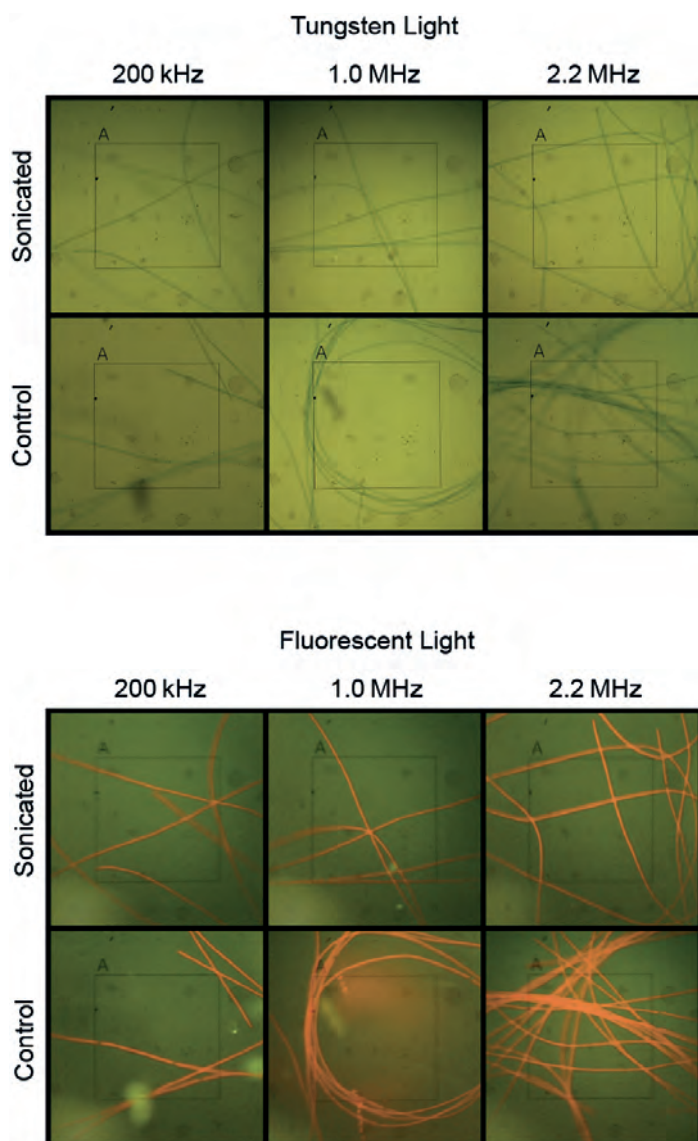 Tungsten Light
200 kHz 1.0 MHz 2.2 MHz
Sonicated
A A A
Control
A A A
Fluorescent Light
200 kHz 1.0 MHz 2.2 MHz
Sonicated
A A A
Control
A A A